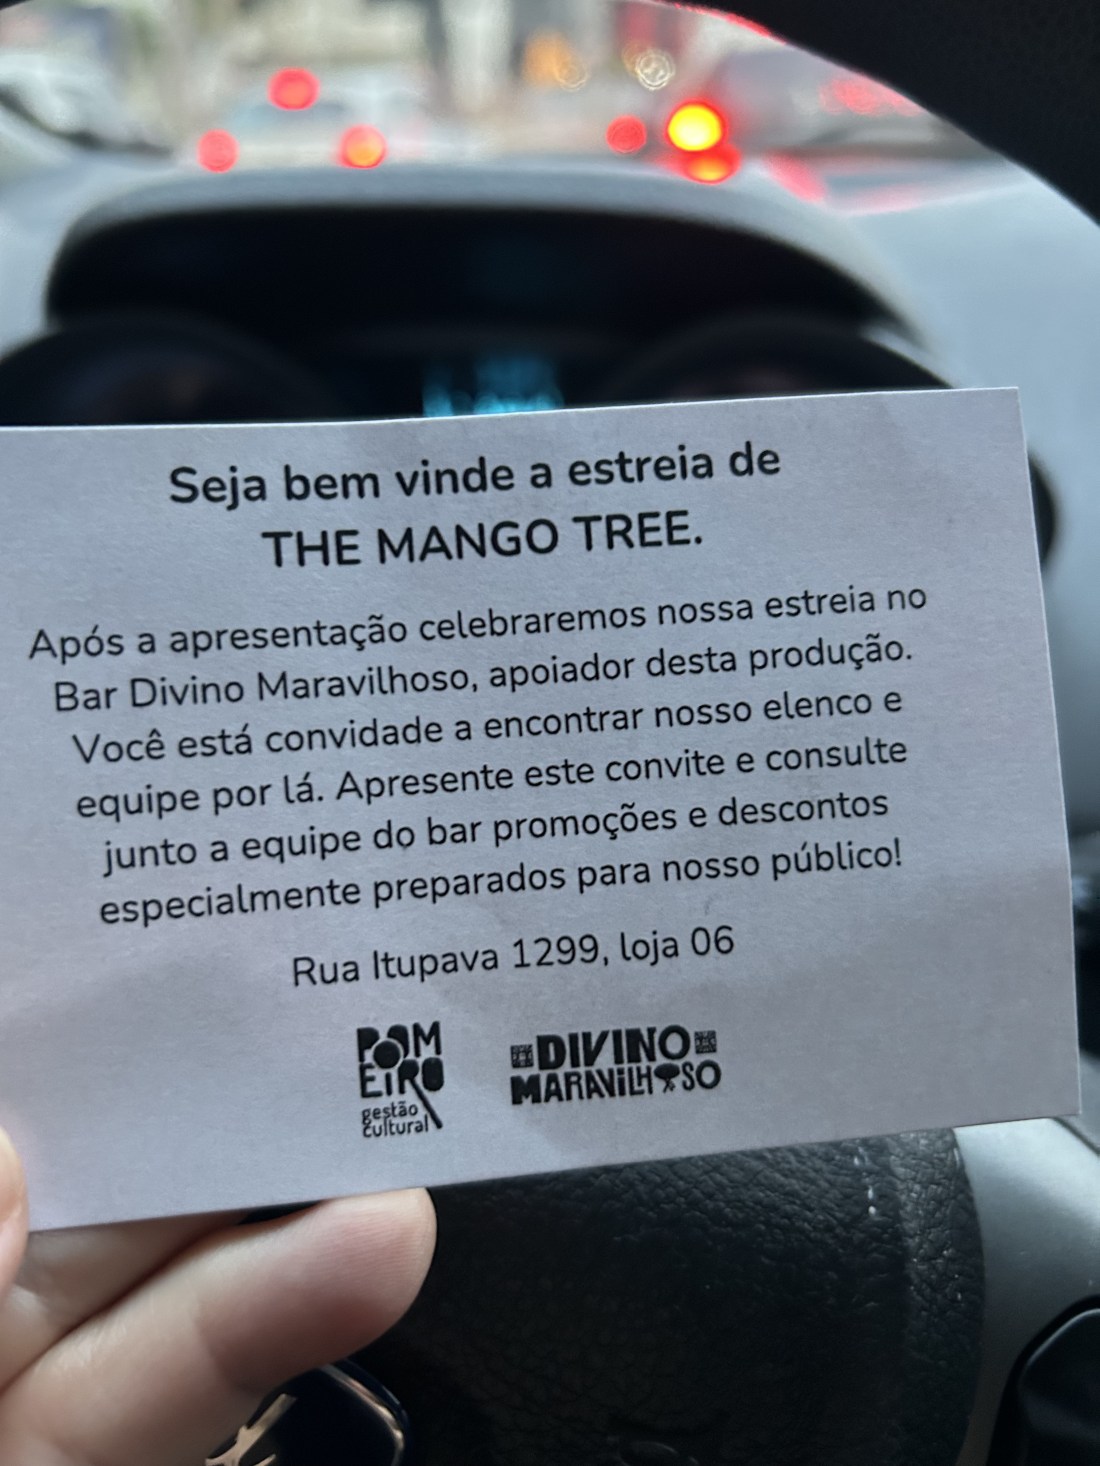 Seja bem vinde a estreia de
THE MANGO TREE.
Após a apresentação celebraremos nossa estreia no
Bar Divino Maravilhoso, apoiador desta produção.
Você está convidade a encontrar nosso elenco e
equipe por lá. Apresente este convite e consulte
junto a equipe do bar promoções e descontos
especialmente preparados para nosso público!
Rua Itupava 1299, loja 06
POM
EIRO
gestão
cultural
DIVINO
MARAVILHOSO